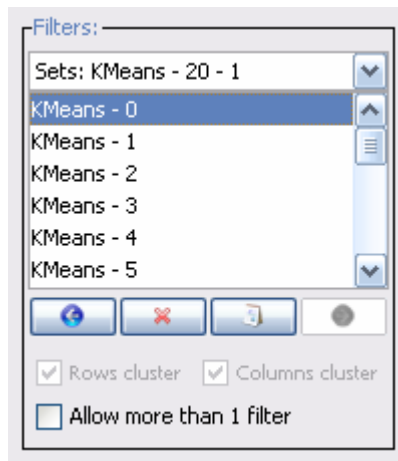 Filters:
Sets: KMeans - 20 - 1
KMeans - 0
KMeans - 1
KMeans - 2
KMeans - 3
KMeans - 4
KMeans - 5
Rows cluster Columns cluster
Allow more than 1 filter